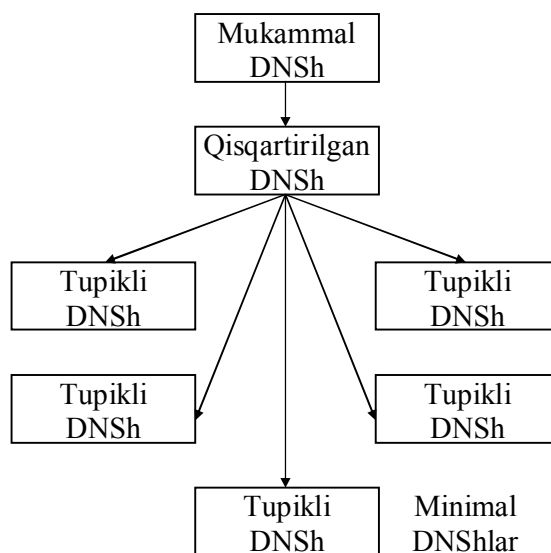 Mukammal
DNSh
Qisqartirilgan
DNSh
Tupikli
DNSh
Tupikli
DNSh
Tupikli
DNSh
Tupikli
DNSh
Tupikli
DNSh
Minimal
DNShlar